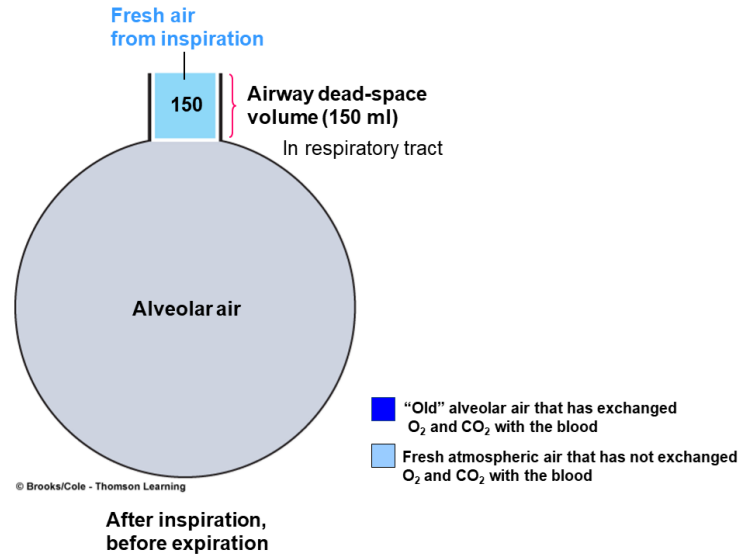 Fresh air
from inspiration
150
Airway dead-space
volume (150 ml)
In respiratory tract
Alveolar air
“Old” alveolar air that has exchanged
O₂ and CO₂ with the blood
Fresh atmospheric air that has not exchanged
O₂ and CO₂ with the blood
© Brooks/Cole - Thomson Learning
After inspiration,
before expiration